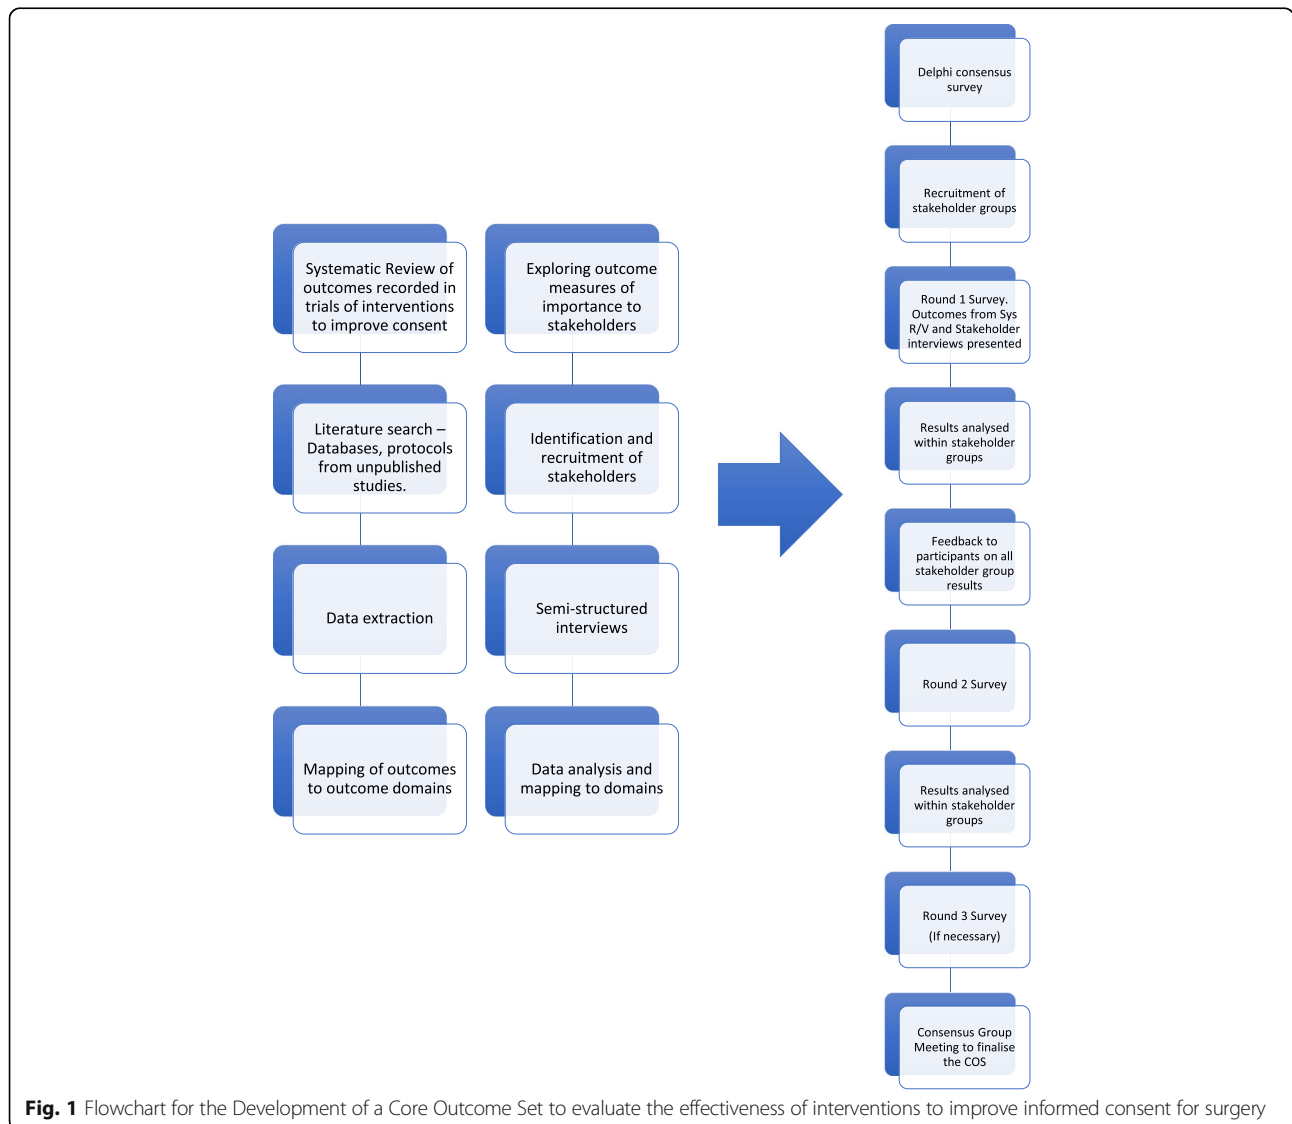 Systematic Review of
outcomes recorded in
trials of interventions
to improve consent
Literature search –
Databases, protocols
from unpublished
studies.
Data extraction
Mapping of outcomes
to outcome domains
Exploring outcome
measures of
importance to
stakeholders
Identification and
recruitment of
stakeholders
Semi-structured
interviews
Data analysis and
mapping to domains
Delphi consensus
survey
Recruitment of
stakeholder groups
Round 1 Survey.
Outcomes from Sys
R/V and Stakeholder
interviews presented
Results analysed
within stakeholder
groups
Feedback to
participants on all
stakeholder group
results
Round 2 Survey
Results analysed
within stakeholder
groups
Round 3 Survey
(If necessary)
Consensus Group
Meeting to finalise
the COS
Fig. 1 Flowchart for the Development of a Core Outcome Set to evaluate the effectiveness of interventions to improve informed consent for surgery